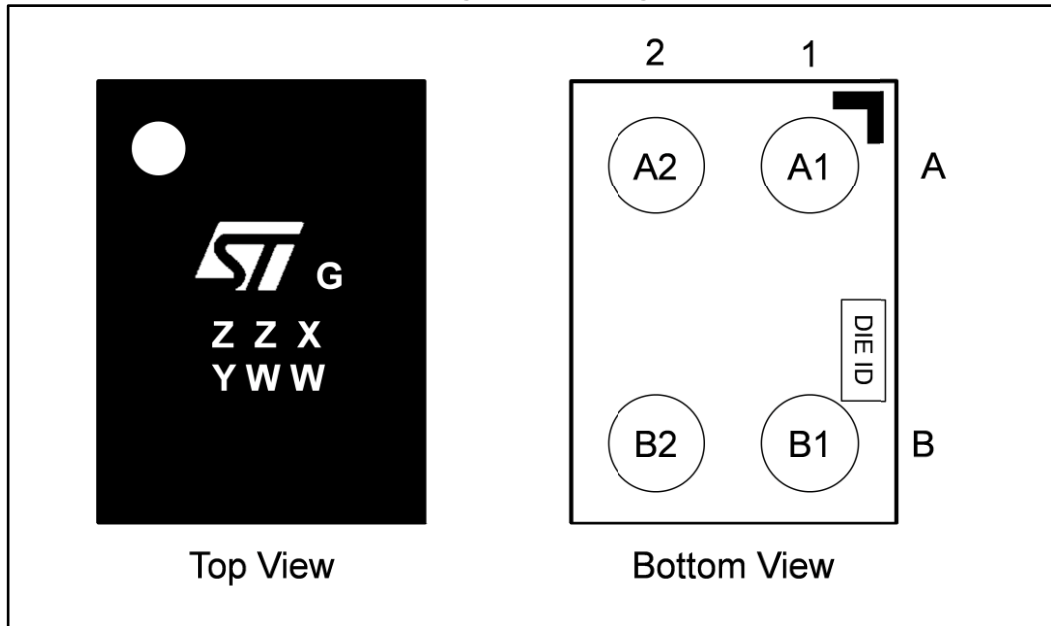 ST G
Z Z X
Y W W
Top View
2 1
A2 A1 A
DIE ID
B2 B1 B
Bottom View